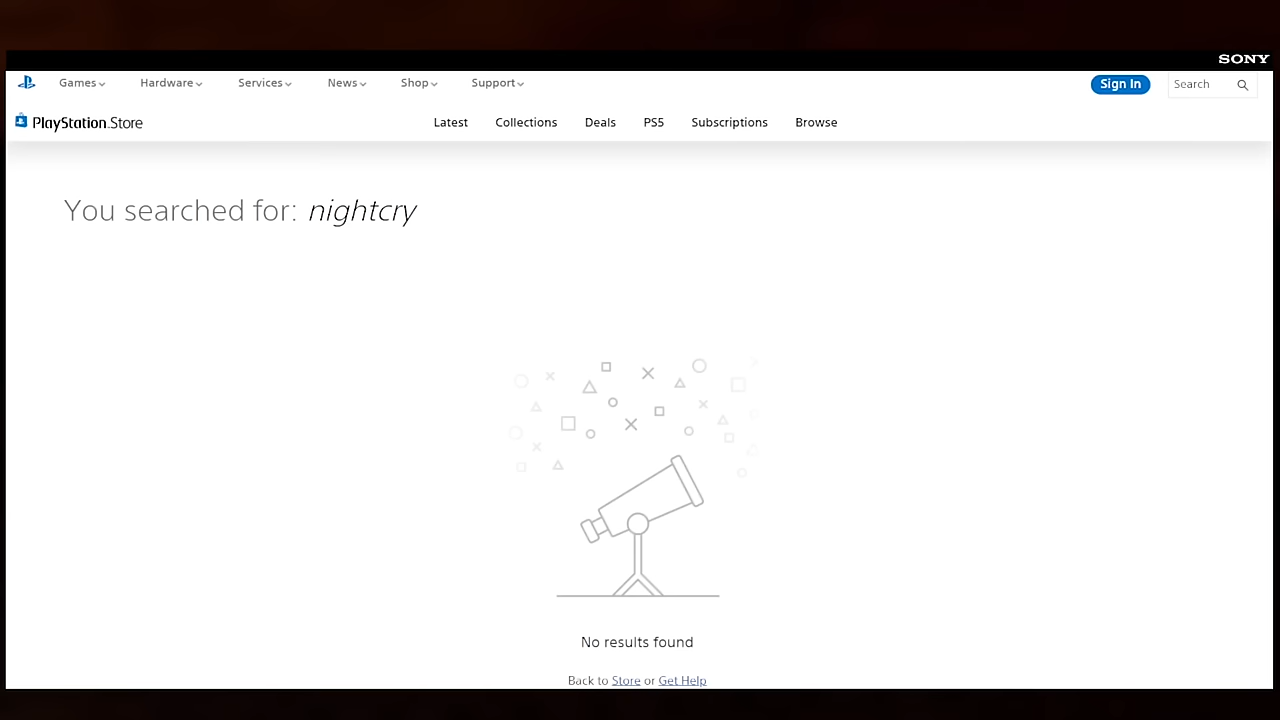 SONY
Games Hardware Services News Shop Support Sign In Search
PlayStation.Store Latest Collections Deals PS5 Subscriptions Browse
You searched for: nightcry
No results found
Back to Store or Get Help